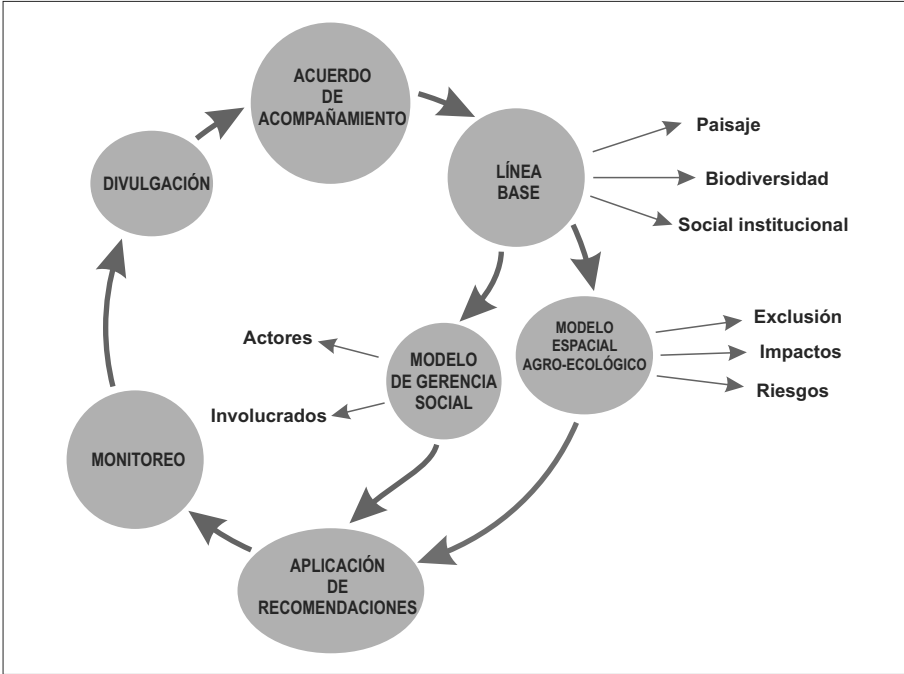 ACUERDO
DE
ACOMPAÑAMIENTO
LÍNEA
BASE
Paisaje
Biodiversidad
Social institucional
MODELO
ESPACIAL
AGRO-ECOLÓGICO
Exclusión
Impactos
Riesgos
MODELO
DE GERENCIA
SOCIAL
Actores
Involucrados
APLICACIÓN
DE
RECOMENDACIONES
MONITOREO
DIVULGACIÓN